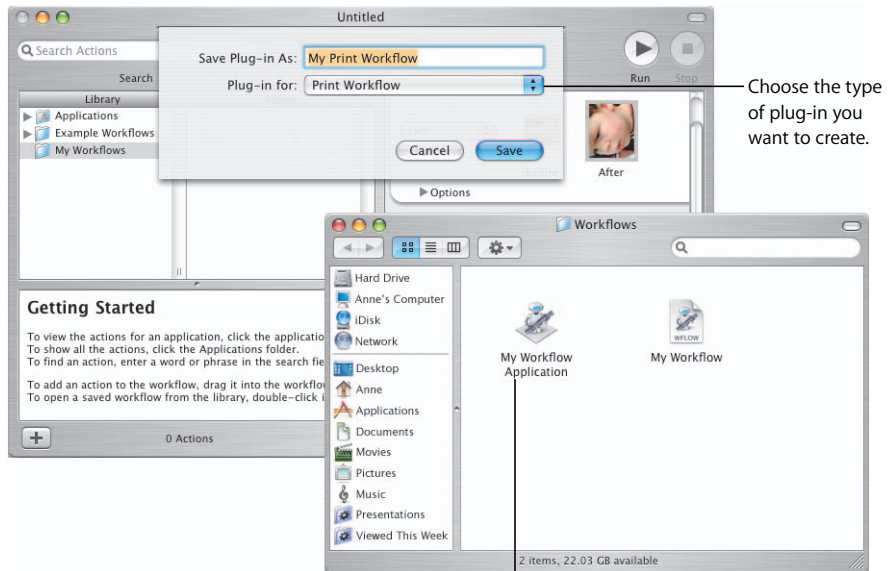 Untitled
Search Actions
Save Plug-in As: My Print Workflow
Plug-in for: Print Workflow
Cancel Save
Search
Run Stop
Library
Applications
Example Workflows
My Workflows
After
Options
Choose the type
of plug-in you
want to create.
Getting Started
To view the actions for an application, click the applicatio
To show all the actions, click the Applications folder.
To find an action, enter a word or phrase in the search fie
To add an action to the workflow, drag it into the workflo
To open a saved workflow from the library, double-click i
0 Actions
Workflows
Hard Drive
Anne's Computer
iDisk
Network
Desktop
Anne
Applications
Documents
Movies
Pictures
Music
Presentations
Viewed This Week
My Workflow
Application
WFLOW
My Workflow
2 items, 22.03 GB available